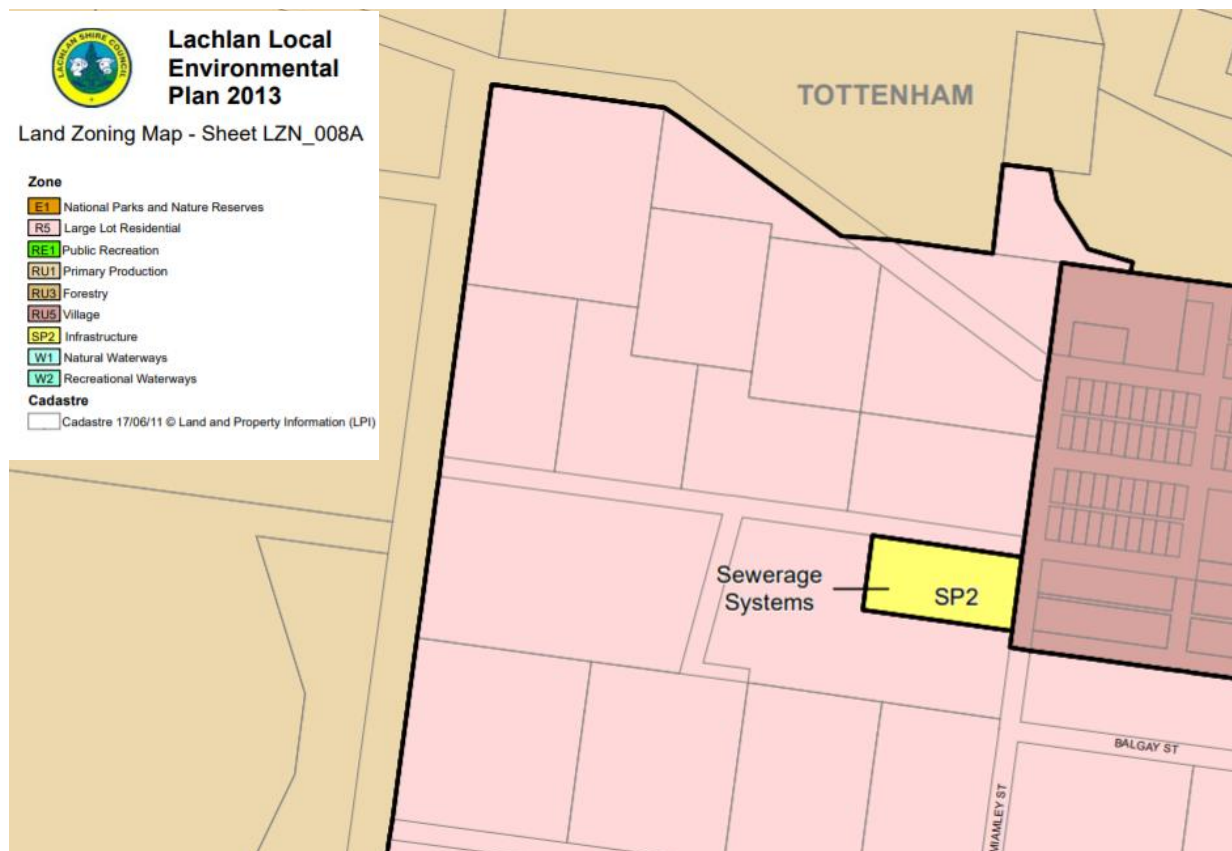 LACHLAN SHIRE COUNCIL
Lachlan Local
Environmental
Plan 2013
Land Zoning Map - Sheet LZN_008A
Zone
E1 National Parks and Nature Reserves
R5 Large Lot Residential
RE1 Public Recreation
RU1 Primary Production
RU3 Forestry
RU5 Village
SP2 Infrastructure
W1 Natural Waterways
W2 Recreational Waterways
Cadastre
Cadastre 17/06/11 © Land and Property Information (LPI)
TOTTENHAM
Sewerage
Systems
SP2
BALGAY ST
MIAMLEY ST